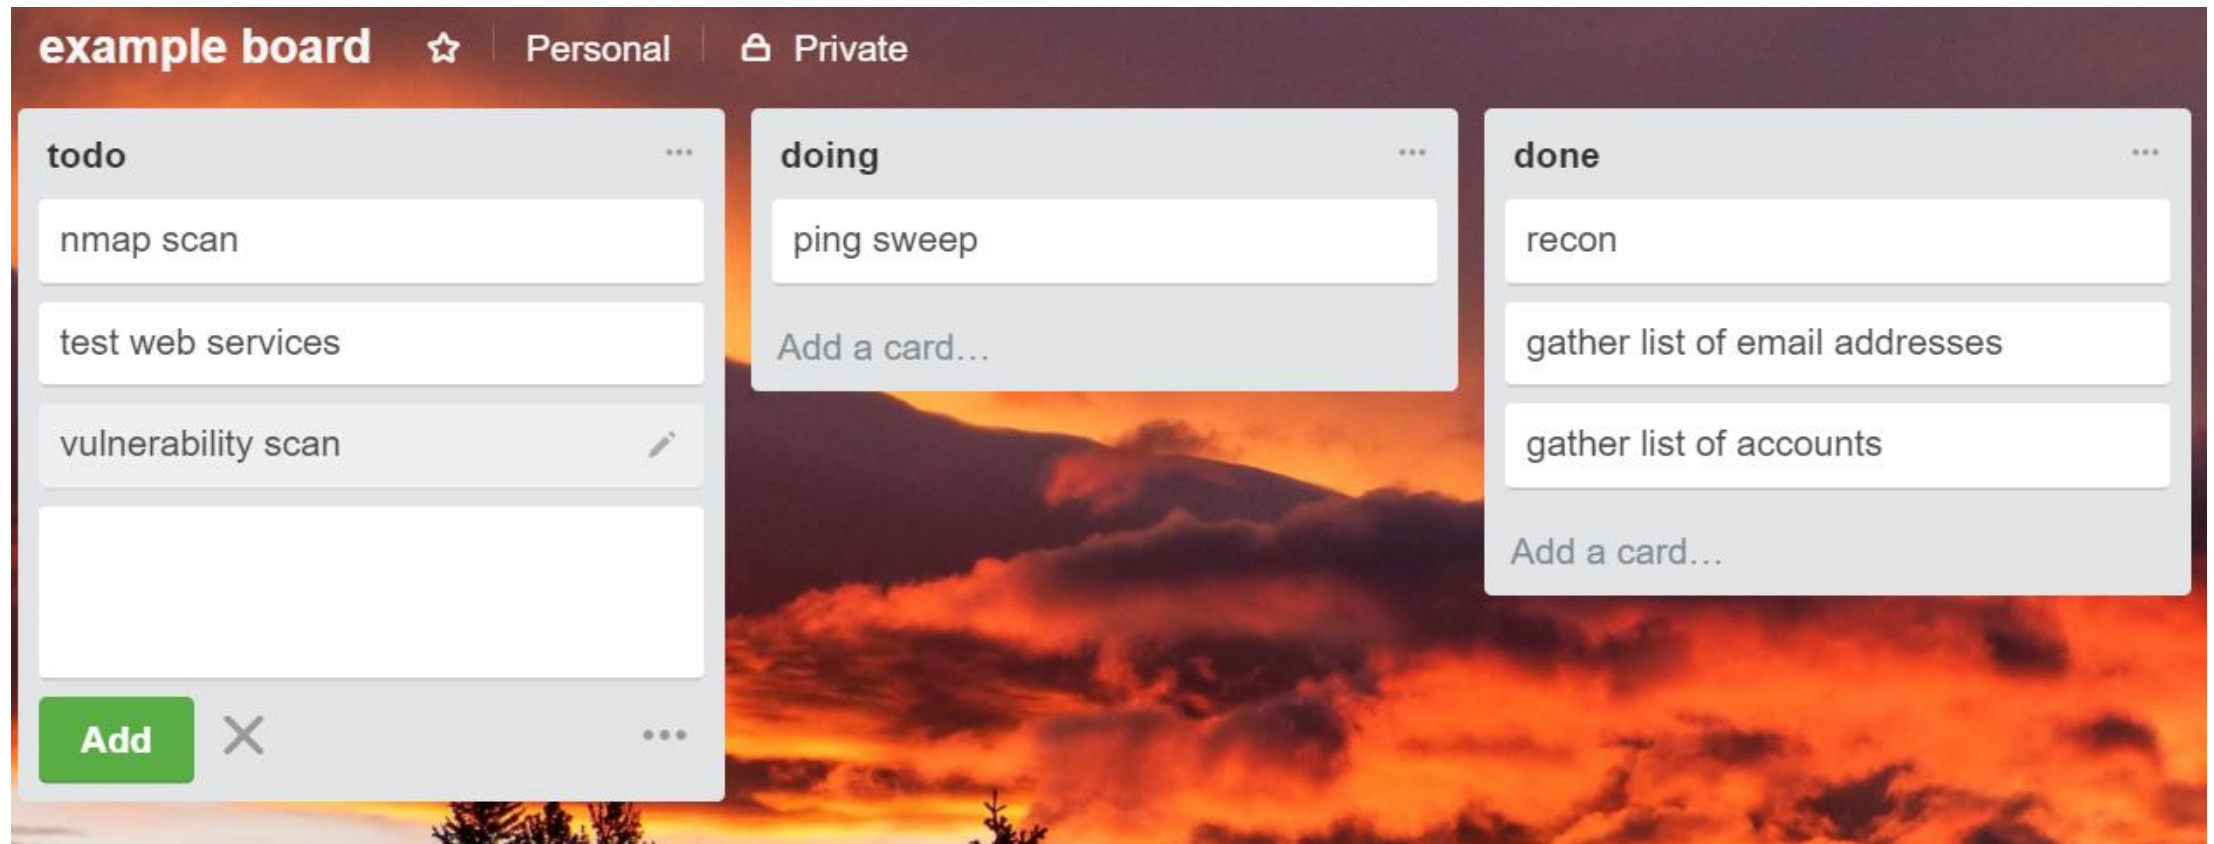 example board Personal Private
todo
nmap scan
test web services
vulnerability scan
Add
doing
ping sweep
Add a card…
done
recon
gather list of email addresses
gather list of accounts
Add a card…